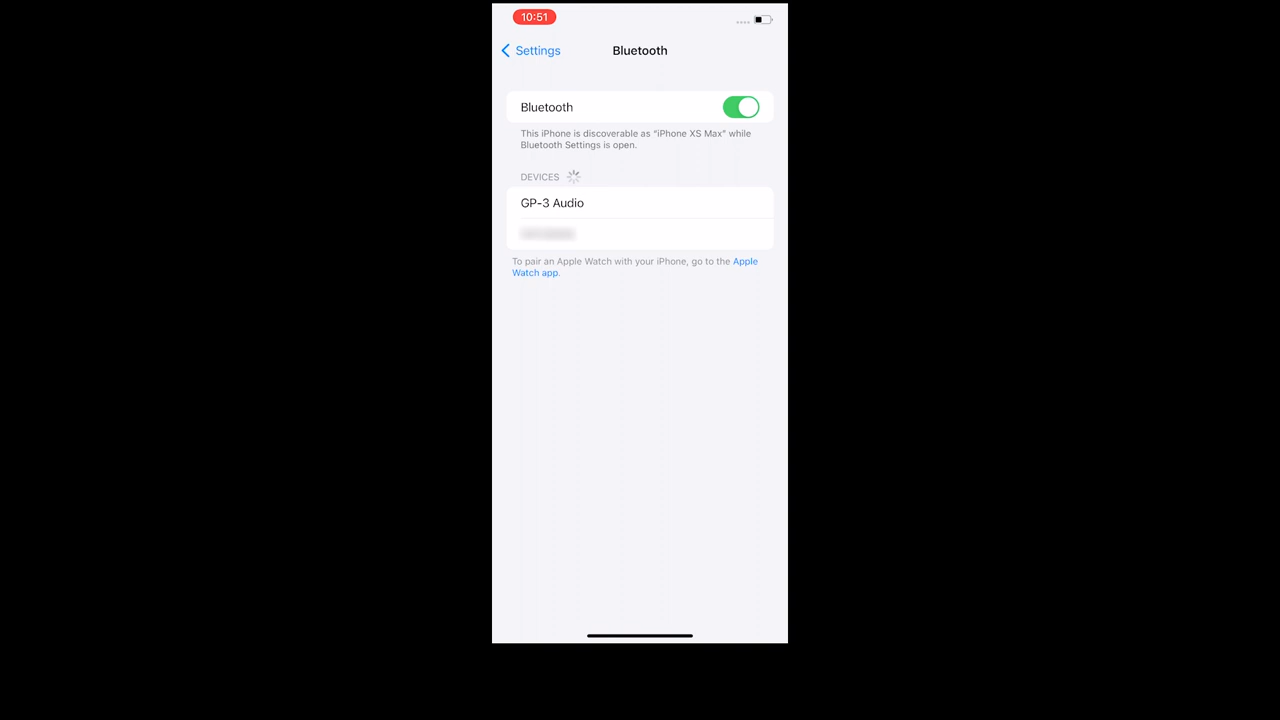 10:51
Settings
Bluetooth
Bluetooth
This iPhone is discoverable as “iPhone XS Max” while
Bluetooth Settings is open.
DEVICES
GP-3 Audio
To pair an Apple Watch with your iPhone, go to the Apple
Watch app.